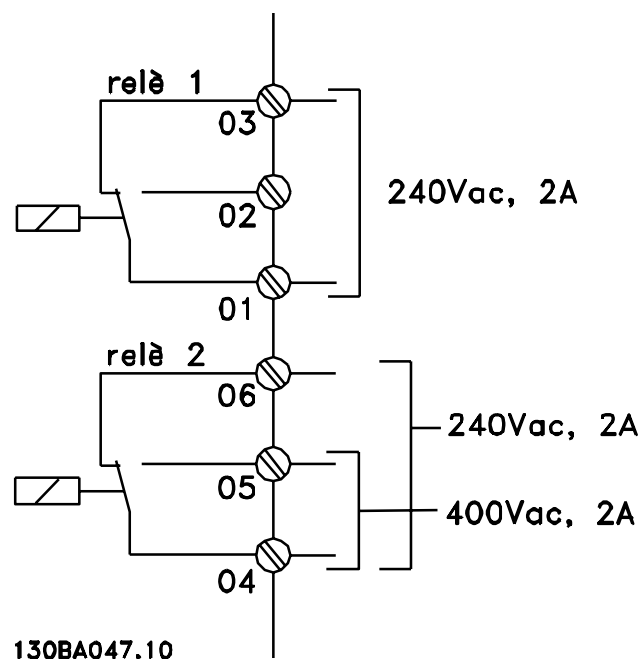 relè 1
03
02
240Vac, 2A
01
relè 2
06
240Vac, 2A
05
400Vac, 2A
04
130BA047.10